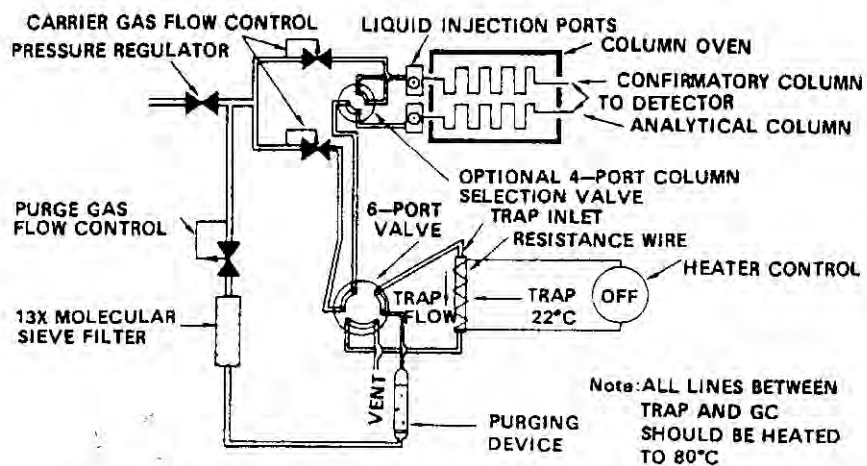 CARRIER GAS FLOW CONTROL
PRESSURE REGULATOR
LIQUID INJECTION PORTS
COLUMN OVEN
CONFIRMATORY COLUMN
TO DETECTOR
ANALYTICAL COLUMN
OPTIONAL 4-PORT COLUMN
SELECTION VALVE
PURGE GAS
FLOW CONTROL
6-PORT
VALVE
TRAP INLET
RESISTANCE WIRE
HEATER CONTROL
OFF
TRAP
FLOW
TRAP
22°C
13X MOLECULAR
SIEVE FILTER
VENT
PURGING
DEVICE
Note: ALL LINES BETWEEN
TRAP AND GC
SHOULD BE HEATED
TO 80°C